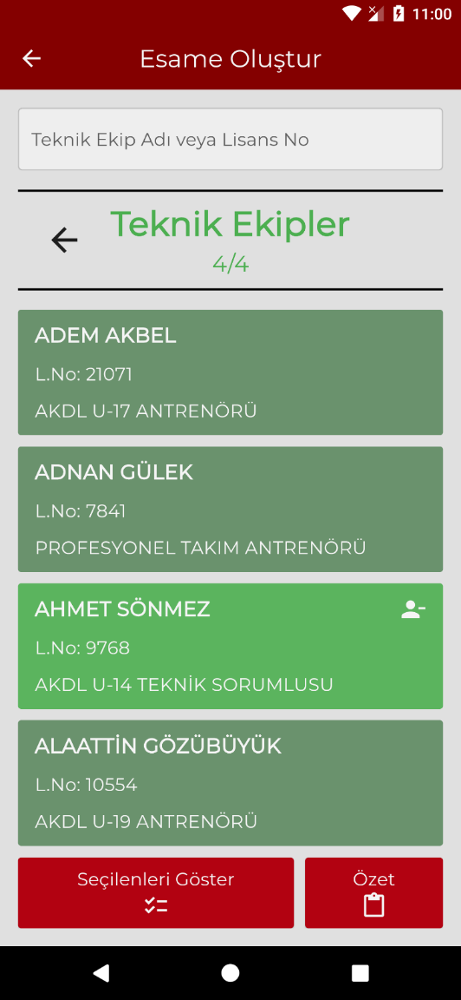 11:00
Esame Oluştur
Teknik Ekip Adı veya Lisans No
Teknik Ekipler
4/4
ADEM AKBEL
L.No: 21071
AKDL U-17 ANTRENÖRÜ
ADNAN GÜLEK
L.No: 7841
PROFESYONEL TAKIM ANTRENÖRÜ
AHMET SÖNMEZ
L.No: 9768
AKDL U-14 TEKNİK SORUMLUSU
ALAATTİN GÖZÜBÜYÜK
L.No: 10554
AKDL U-19 ANTRENÖRÜ
Seçilenleri Göster
Özet